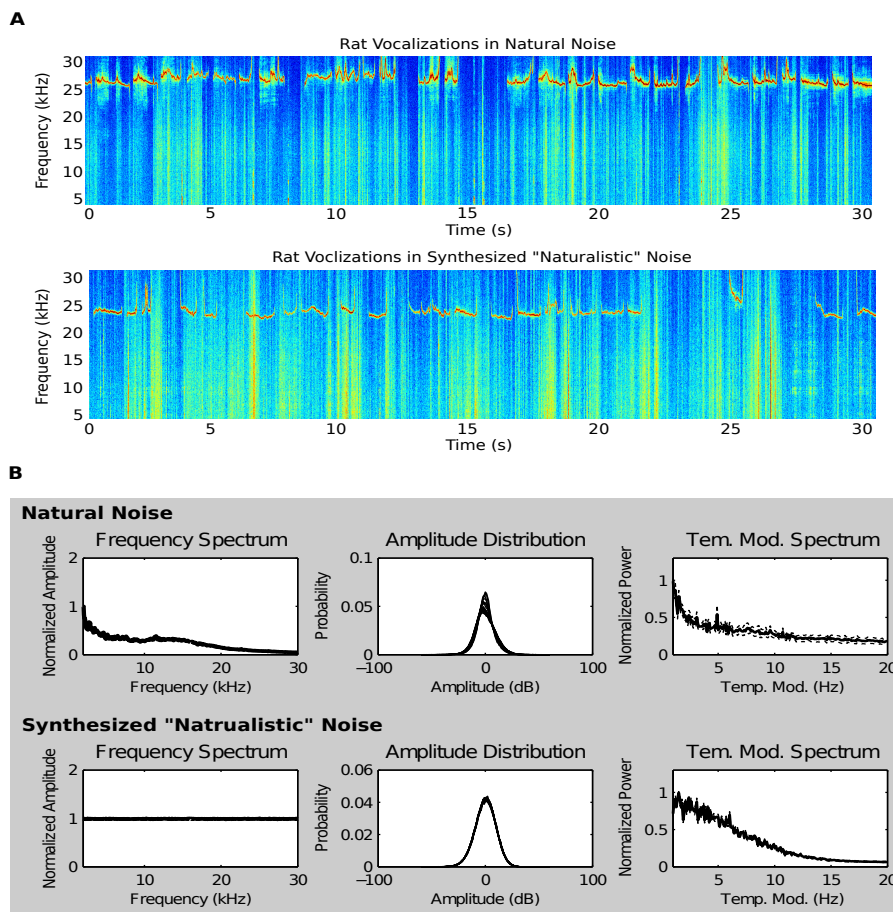 A
Rat Vocalizations in Natural Noise
Frequency (kHz)
30
25
20
15
10
5
0 5 10 15 20 25 30
Time (s)
Rat Voclizations in Synthesized "Naturalistic" Noise
Frequency (kHz)
30
25
20
15
10
5
0 5 10 15 20 25 30
Time (s)
B
Natural Noise
Frequency Spectrum
Normalized Amplitude
2
1
0
10 20 30
Frequency (kHz)
Amplitude Distribution
Probability
0.1
0.05
0
−100 0 100
Amplitude (dB)
Tem. Mod. Spectrum
Normalized Power
1
0.5
0
5 10 15 20
Temp. Mod. (Hz)
Synthesized "Natrualistic" Noise
Frequency Spectrum
Normalized Amplitude
2
1
0
10 20 30
Frequency (kHz)
Amplitude Distribution
Probability
0.06
0.04
0.02
0
−100 0 100
Amplitude (dB)
Tem. Mod. Spectrum
Normalized Power
1
0.5
0
5 10 15 20
Temp. Mod. (Hz)